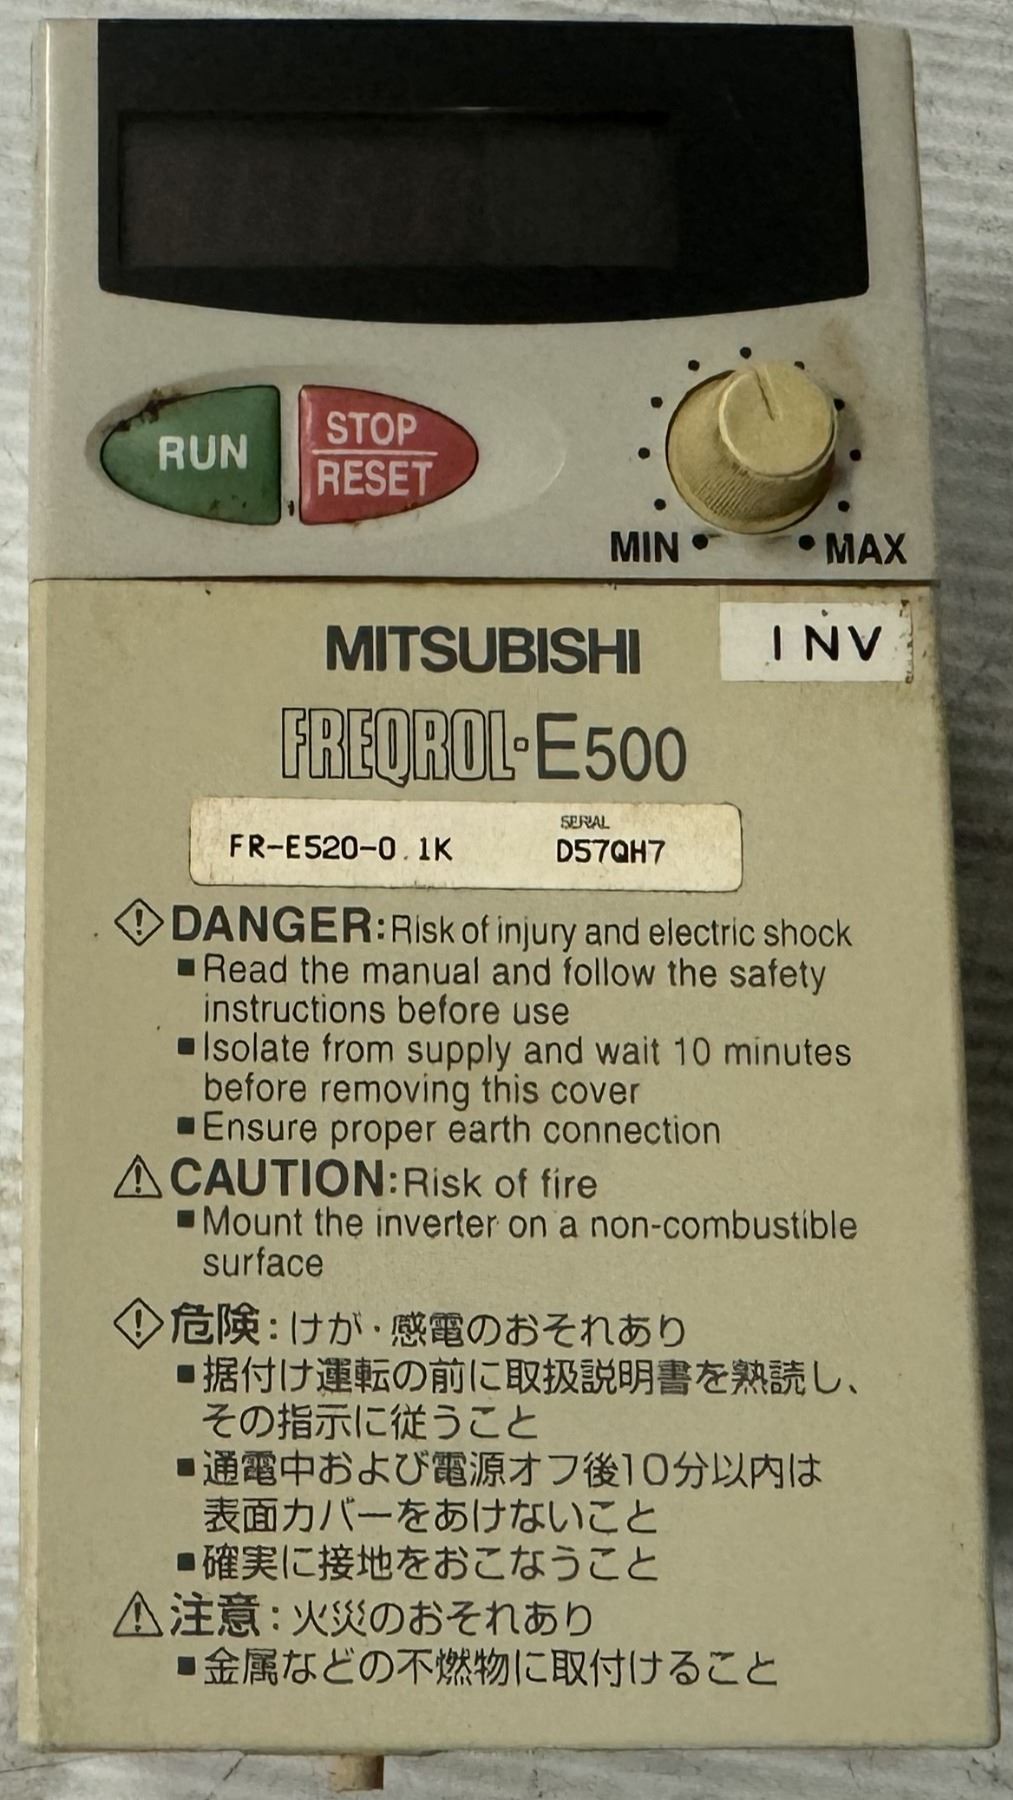 RUN
STOP
RESET
MIN
MAX
MITSUBISHI
INV
FREQROL-E500
SERIAL
FR-E520-0.1K D57QH7
DANGER:Risk of injury and electric shock
■Read the manual and follow the safety
instructions before use
■Isolate from supply and wait 10 minutes
before removing this cover
■Ensure proper earth connection
CAUTION:Risk of fire
■Mount the inverter on a non-combustible
surface
危険:けが・感電のおそれあり
■据付け運転の前に取扱説明書を熟読し、
その指示に従うこと
■通電中および電源オフ後10分以内は
表面カバーをあけないこと
■確実に接地をおこなうこと
注意:火災のおそれあり
■金属などの不燃物に取付けること